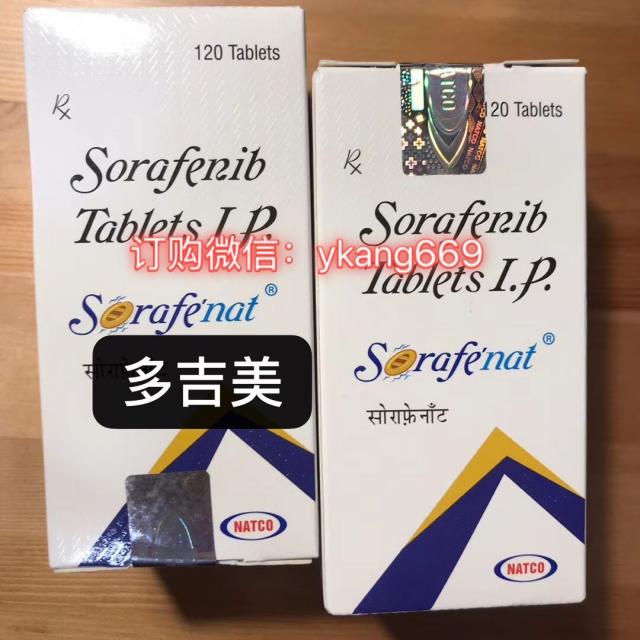 120 Tablets
Rx
Sorafenib
Tablets I.P.
订购微信：ykang669
Sorafenat®
多吉美
NATCO
NATCO
20 Tablets
Rx
Sorafenib
Tablets I.P.
Sorafenat®
सोराफ़ेनॉट
NATCO